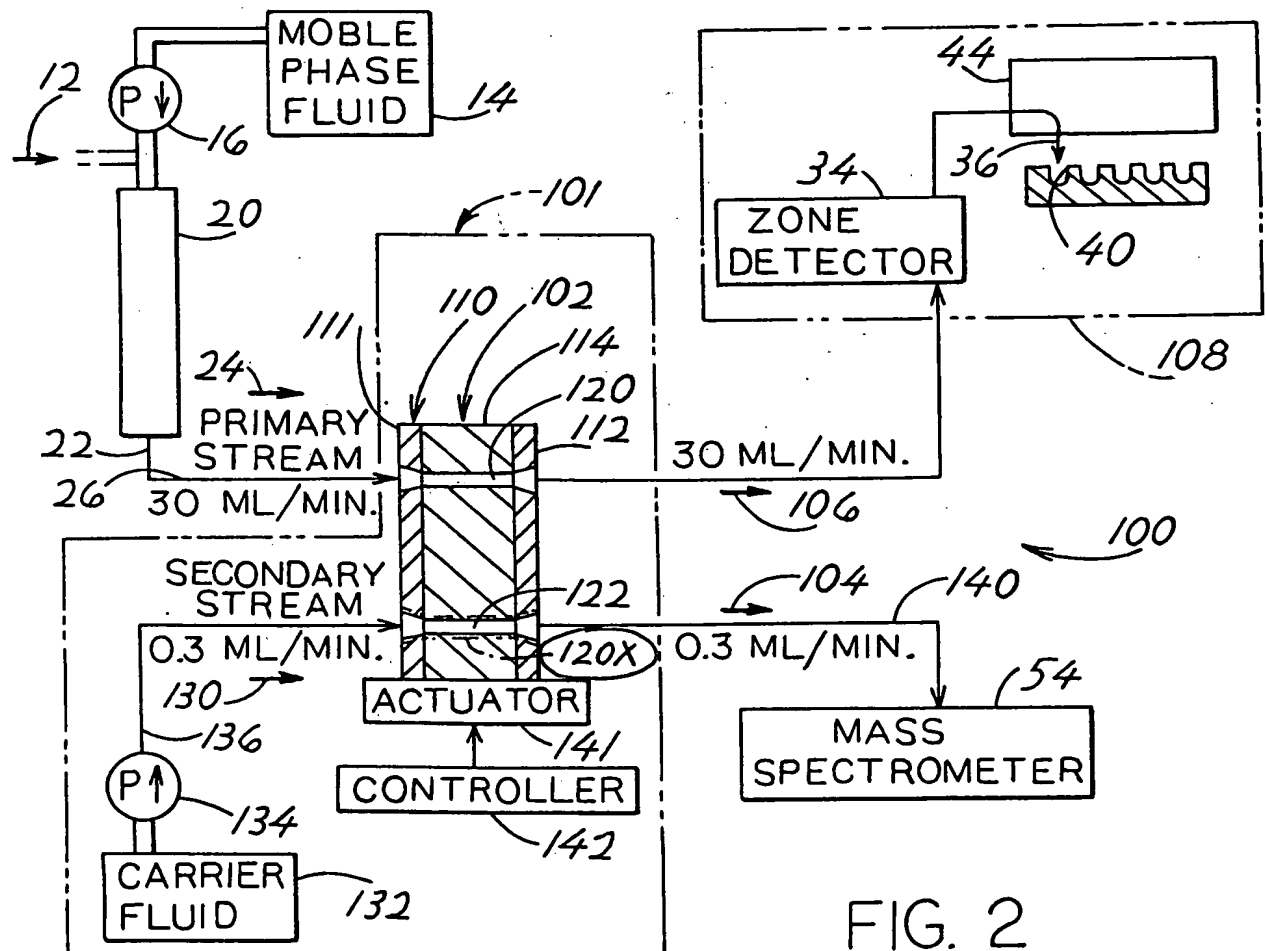 MOBLE
PHASE
FLUID
14
12
P
16
20
44
36
34
ZONE
DETECTOR
40
108
101
110
102
111
114
24
120
112
PRIMARY
STREAM
22
26
30 ML/MIN.
30 ML/MIN.
106
100
SECONDARY
STREAM
122
104
140
0.3 ML/MIN.
120X
0.3 ML/MIN.
130
ACTUATOR
54
136
141
MASS
SPECTROMETER
P
134
CONTROLLER
142
CARRIER
FLUID
132
FIG. 2